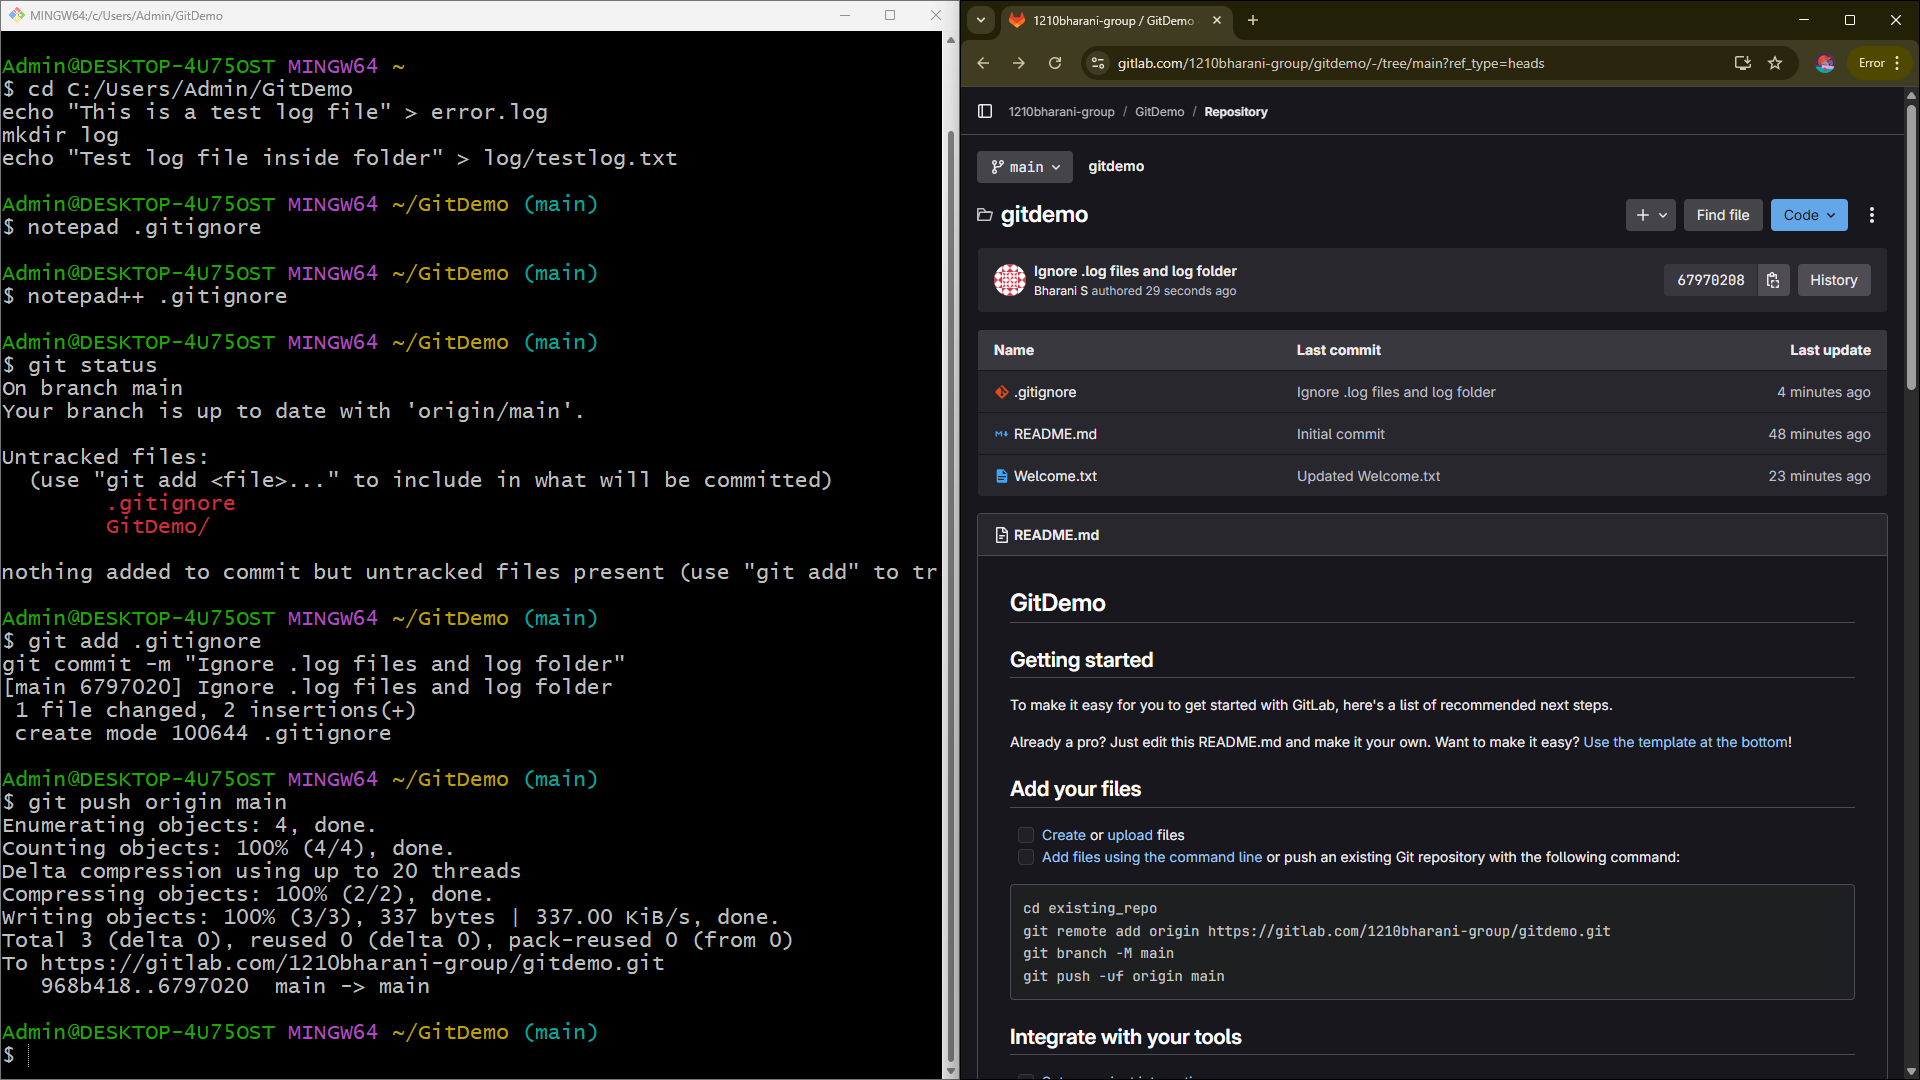 MINGW64:/c/Users/Admin/GitDemo
Admin@DESKTOP-4U75OST MINGW64 ~
$ cd C:/Users/Admin/GitDemo
echo "This is a test log file" > error.log
mkdir log
echo "Test log file inside folder" > log/testlog.txt
Admin@DESKTOP-4U75OST MINGW64 ~/GitDemo (main)
$ notepad .gitignore
Admin@DESKTOP-4U75OST MINGW64 ~/GitDemo (main)
$ notepad++ .gitignore
Admin@DESKTOP-4U75OST MINGW64 ~/GitDemo (main)
$ git status
On branch main
Your branch is up to date with 'origin/main'.
Untracked files:
  (use "git add <file>..." to include in what will be committed)
        .gitignore
        GitDemo/
nothing added to commit but untracked files present (use "git add" to tr
Admin@DESKTOP-4U75OST MINGW64 ~/GitDemo (main)
$ git add .gitignore
git commit -m "Ignore .log files and log folder"
[main 6797020] Ignore .log files and log folder
 1 file changed, 2 insertions(+)
 create mode 100644 .gitignore
Admin@DESKTOP-4U75OST MINGW64 ~/GitDemo (main)
$ git push origin main
Enumerating objects: 4, done.
Counting objects: 100% (4/4), done.
Delta compression using up to 20 threads
Compressing objects: 100% (2/2), done.
Writing objects: 100% (3/3), 337 bytes | 337.00 KiB/s, done.
Total 3 (delta 0), reused 0 (delta 0), pack-reused 0 (from 0)
To https://gitlab.com/1210bharani-group/gitdemo.git
   968b418..6797020  main -> main
Admin@DESKTOP-4U75OST MINGW64 ~/GitDemo (main)
$
1210bharani-group / GitDemo
gitlab.com/1210bharani-group/gitdemo/-/tree/main?ref_type=heads
Error
1210bharani-group / GitDemo / Repository
main gitdemo
gitdemo
Find file Code
Ignore .log files and log folder
Bharani S authored 29 seconds ago
67970208 History
Name Last commit Last update
.gitignore Ignore .log files and log folder 4 minutes ago
README.md Initial commit 48 minutes ago
Welcome.txt Updated Welcome.txt 23 minutes ago
README.md
GitDemo
Getting started
To make it easy for you to get started with GitLab, here's a list of recommended next steps.
Already a pro? Just edit this README.md and make it your own. Want to make it easy? Use the template at the bottom!
Add your files
Create or upload files
Add files using the command line or push an existing Git repository with the following command:
cd existing_repo
git remote add origin https://gitlab.com/1210bharani-group/gitdemo.git
git branch -M main
git push -uf origin main
Integrate with your tools